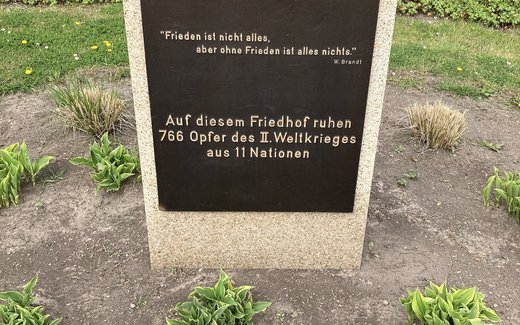 "Frieden ist nicht alles,
aber ohne Frieden ist alles nichts."
W. Brandt
Auf diesem Friedhof ruhen
766 Opfer des II. Weltkrieges
aus 11 Nationen